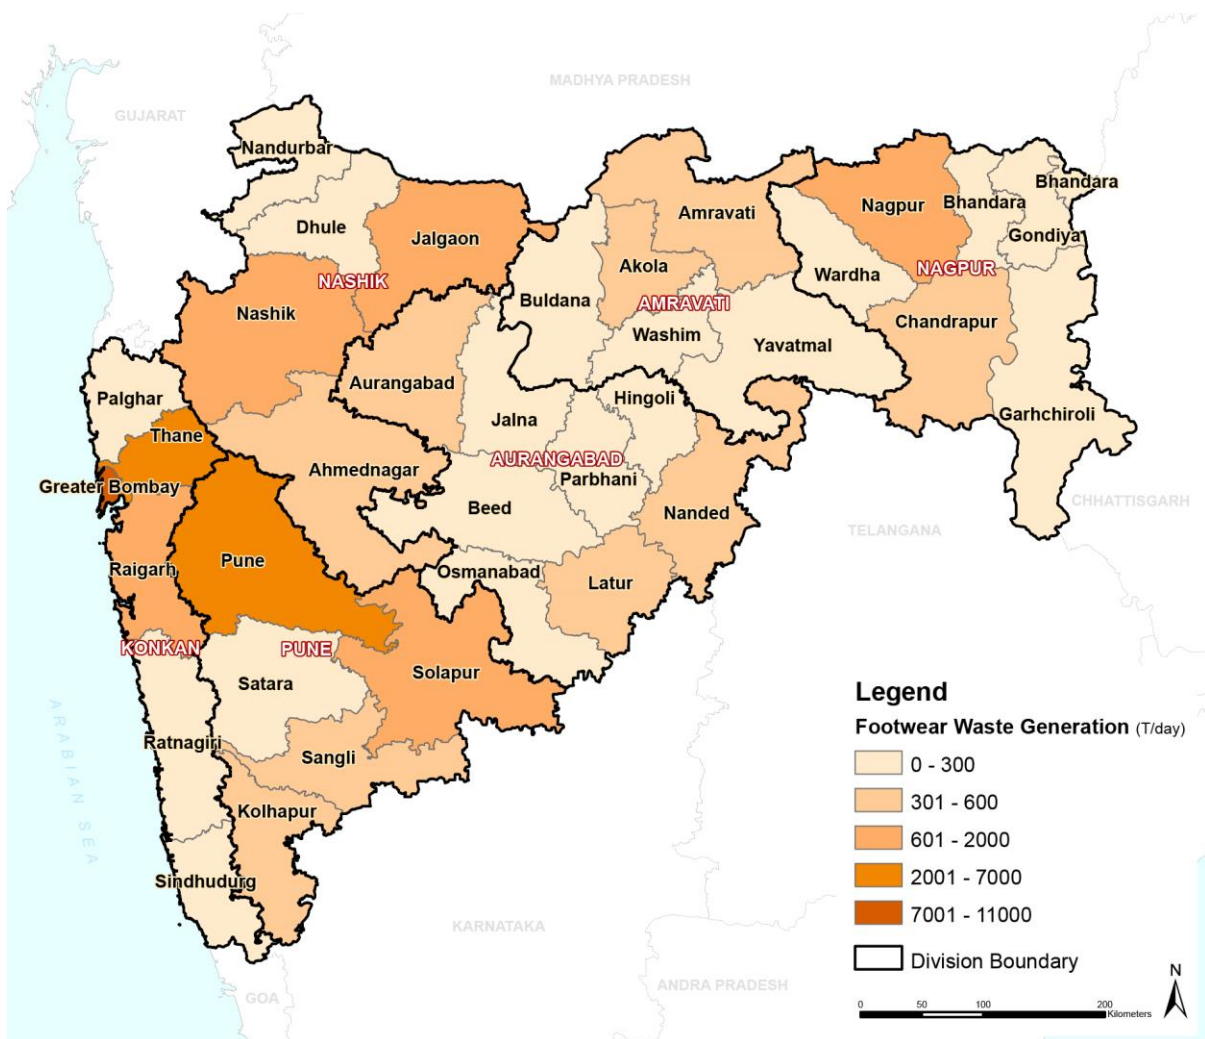 MADHYA PRADESH
GUJARAT
Nandurbar
Bhandara
Nagpur
Bhandara
Amravati
Dhule
Jalgaon
Gondiya
Akola
Wardha
NAGPUR
NASHIK
Buldana
AMRAVATI
Nashik
Chandrapur
Washim
Yavatmal
Aurangabad
Palghar
Hingoli
Jalna
Garhchiroli
Thane
AURANGABAD
Ahmednagar
Parbhani
Greater Bombay
CHHATTISGARH
Beed
Nanded
TELANGANA
Pune
Raigarh
Osmanabad
Latur
KONKAN
PUNE
Solapur
Satara
Ratnagiri
Sangli
Kolhapur
ARABIAN SEA
Sindhudurg
KARNATAKA
GOA
ANDRA PRADESH
Legend
Footwear Waste Generation (T/day)
0 - 300
301 - 600
601 - 2000
2001 - 7000
7001 - 11000
Division Boundary
N
0 50 100 200
Kilometers